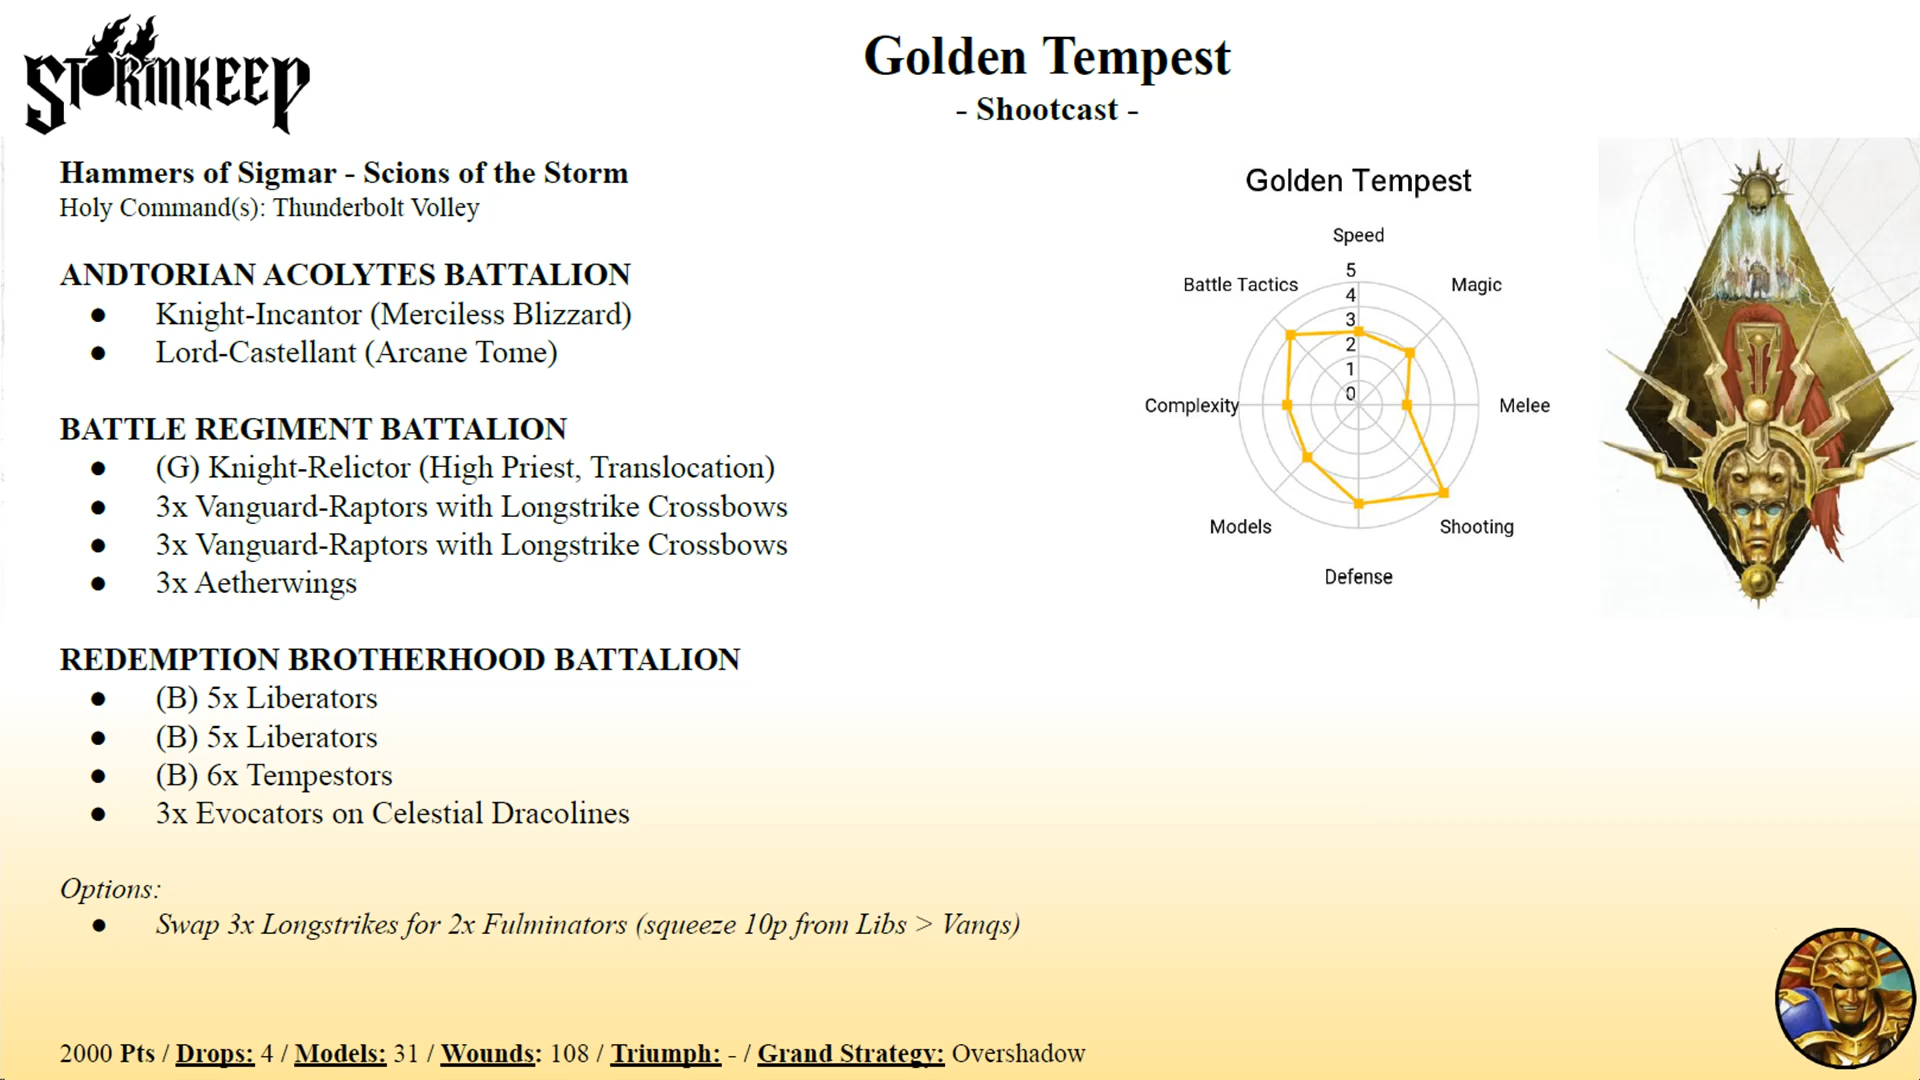 STORMKEEP
Golden Tempest
- Shootcast -
Hammers of Sigmar - Scions of the Storm
Holy Command(s): Thunderbolt Volley
ANDTORIAN ACOLYTES BATTALION
● Knight-Incantor (Merciless Blizzard)
● Lord-Castellant (Arcane Tome)
BATTLE REGIMENT BATTALION
● (G) Knight-Relictor (High Priest, Translocation)
● 3x Vanguard-Raptors with Longstrike Crossbows
● 3x Vanguard-Raptors with Longstrike Crossbows
● 3x Aetherwings
REDEMPTION BROTHERHOOD BATTALION
● (B) 5x Liberators
● (B) 5x Liberators
● (B) 6x Tempestors
● 3x Evocators on Celestial Dracolines
Options:
● Swap 3x Longstrikes for 2x Fulminators (squeeze 10p from Libs > Vanqs)
2000 Pts / Drops: 4 / Models: 31 / Wounds: 108 / Triumph: - / Grand Strategy: Overshadow
Golden Tempest
Speed
Battle Tactics
Magic
5
4
3
2
1
0
Complexity
Melee
Models
Shooting
Defense